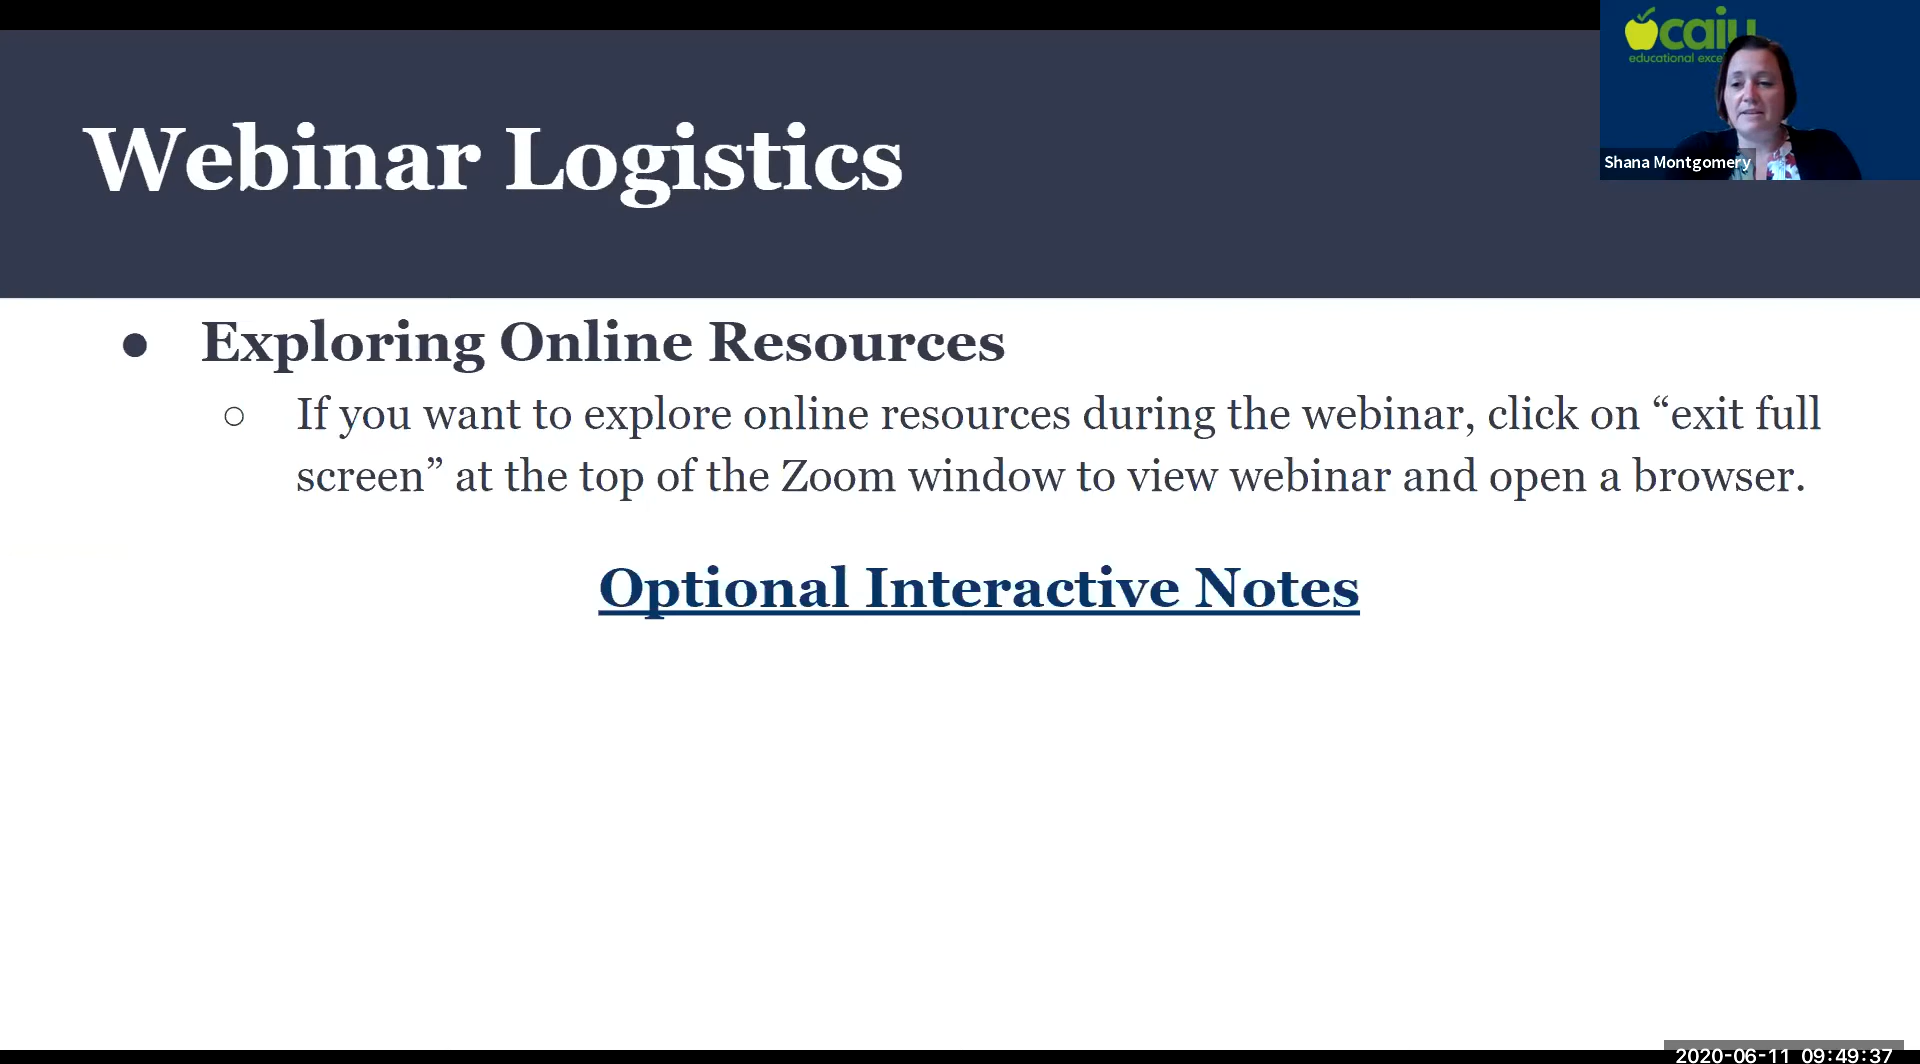 caiu
educational exce
Shana Montgomery
Webinar Logistics
● Exploring Online Resources
○ If you want to explore online resources during the webinar, click on “exit full
screen” at the top of the Zoom window to view webinar and open a browser.
Optional Interactive Notes
2020-06-11 09:49:37